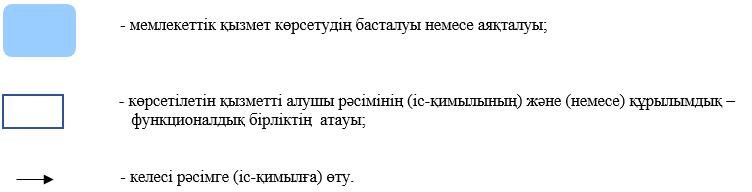 - мемлекеттік қызмет көрсетудің басталуы немесе аяқталуы;
- көрсетілетін қызметті алушы рәсімінің (іс-қимылының) және (немесе) құрылымдық –
функционалдық бірліктің атауы;
- келесі рәсімге (іс-қимылға) өту.